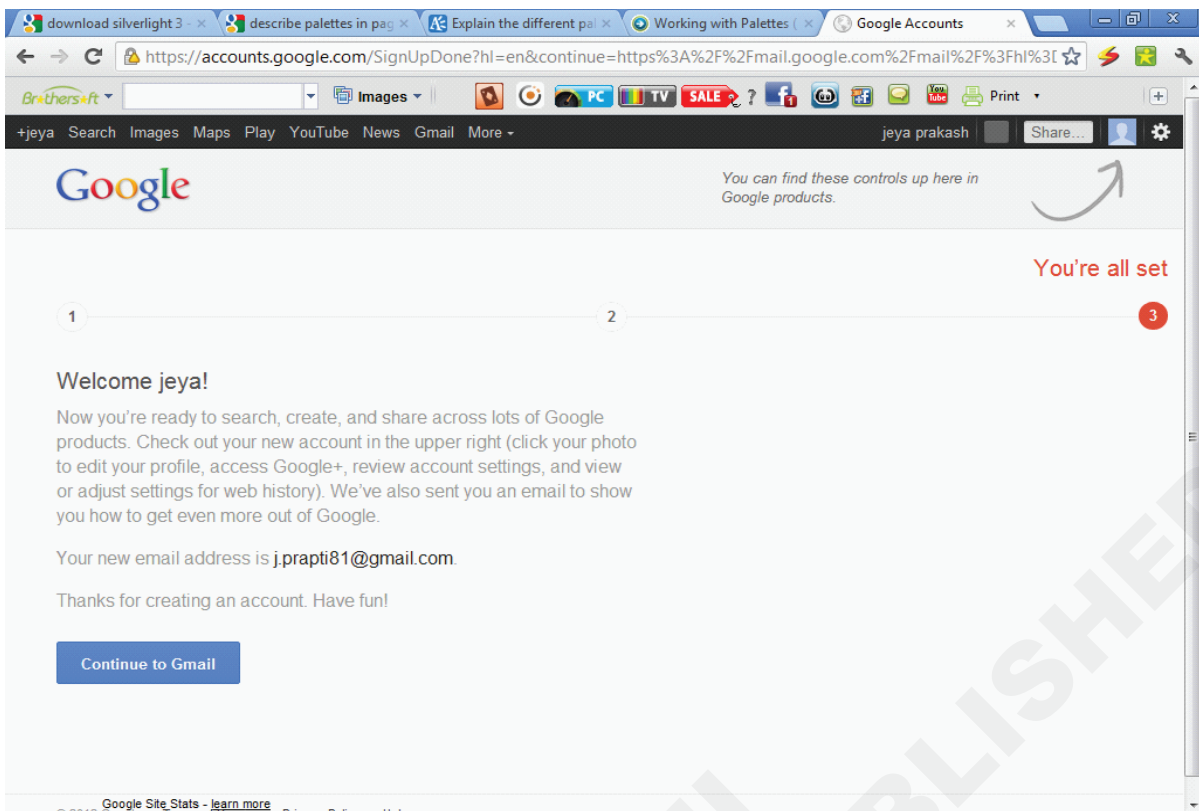 download silverlight 3 -
describe palettes in pag
Explain the different pal
Working with Palettes (
Google Accounts
https://accounts.google.com/SignUpDone?hl=en&continue=https%3A%2F%2Fmail.google.com%2Fmail%2F%3Fhl%3D
Brothersoft
Images
PC
TV
SALE
?
You Tube
Print
+jeya Search Images Maps Play YouTube News Gmail More
jeya prakash
Share...
Google
You can find these controls up here in
Google products.
You're all set
1
2
3
Welcome jeya!
Now you're ready to search, create, and share across lots of Google
products. Check out your new account in the upper right (click your photo
to edit your profile, access Google+, review account settings, and view
or adjust settings for web history). We've also sent you an email to show
you how to get even more out of Google.
Your new email address is j.prapti81@gmail.com.
Thanks for creating an account. Have fun!
Continue to Gmail
Google Site Stats - learn more